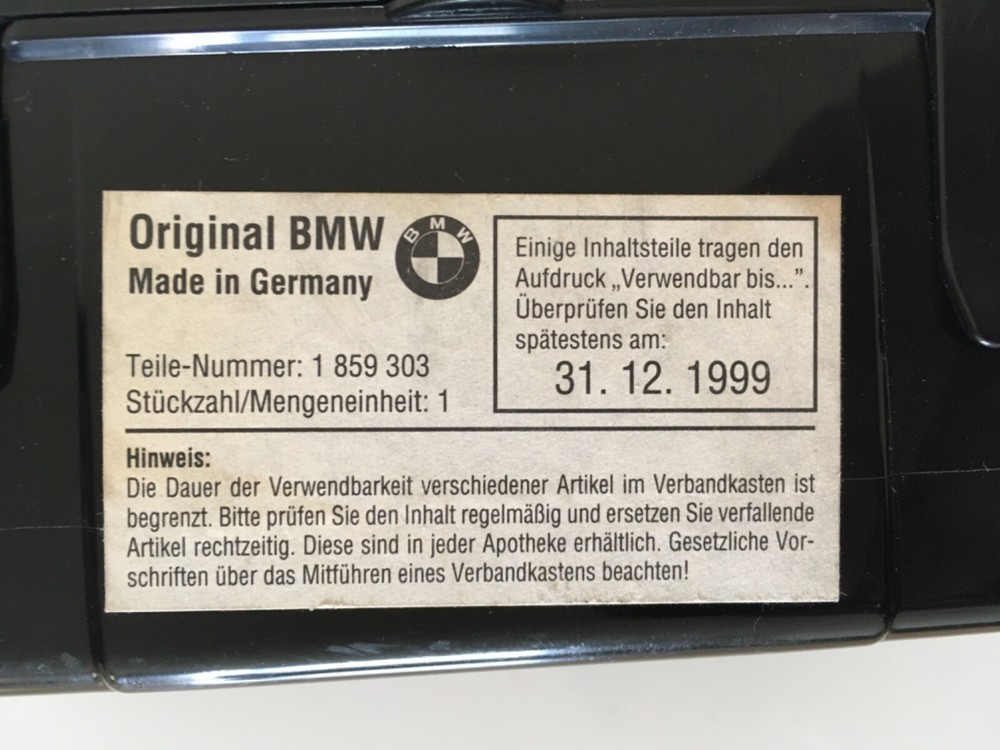 Original BMW
Made in Germany
BMW
Teile-Nummer: 1 859 303
Stückzahl/Mengeneinheit: 1
Einige Inhaltsteile tragen den
Aufdruck „Verwendbar bis...”.
Überprüfen Sie den Inhalt
spätestens am:
31. 12. 1999
Hinweis:
Die Dauer der Verwendbarkeit verschiedener Artikel im Verbandkasten ist
begrenzt. Bitte prüfen Sie den Inhalt regelmäßig und ersetzen Sie verfallende
Artikel rechtzeitig. Diese sind in jeder Apotheke erhältlich. Gesetzliche Vor-
schriften über das Mitführen eines Verbandkastens beachten!